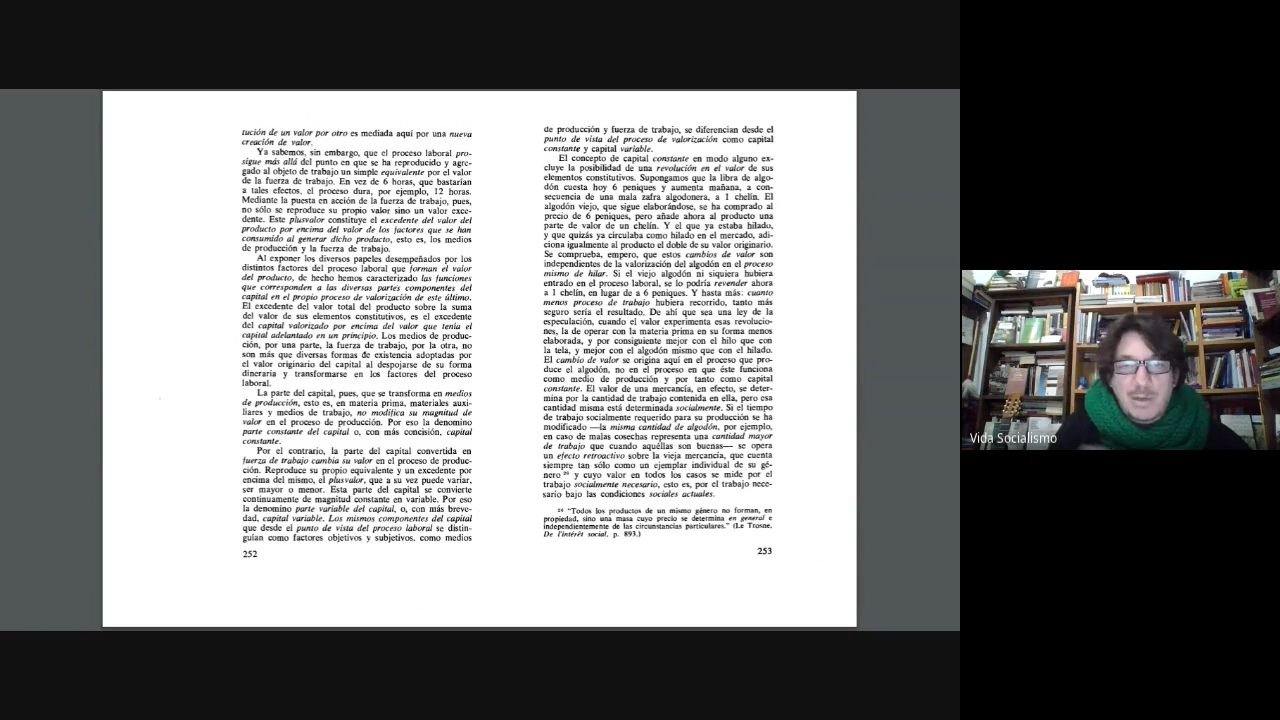 tución de un valor por otro es mediada aquí por una nueva
creación de valor.
Ya sabemos, sin embargo, que el proceso laboral pro-
sigue más allá del punto en que se ha reproducido y agre-
gado al objeto de trabajo un simple equivalente por el valor
de la fuerza de trabajo. En vez de 6 horas, que bastarían
a tales efectos, el proceso dura, por ejemplo, 12 horas.
Mediante la puesta en acción de la fuerza de trabajo, pues,
no sólo se reproduce su propio valor sino un valor exce-
dente. Este plusvalor constituye el excedente del valor del
producto por encima del valor de los factores que se han
consumido al generar dicho producto, esto es, los medios
de producción y la fuerza de trabajo.
Al exponer los diversos papeles desempeñados por los
distintos factores del proceso laboral que forman el valor
del producto, de hecho hemos caracterizado las funciones
que corresponden a las diversas partes componentes del
capital en el propio proceso de valorización de este último.
El excedente del valor total del producto sobre la suma
del valor de sus elementos constitutivos, es el excedente
del capital valorizado por encima del valor que tenía el
capital adelantado en un principio. Los medios de produc-
ción, por una parte, la fuerza de trabajo, por la otra, no
son más que diversas formas de existencia adoptadas por
el valor originario del capital al despojarse de su forma
dineraria y transformarse en los factores del proceso
laboral.
La parte del capital, pues, que se transforma en medios
de producción, esto es, en materia prima, materiales auxi-
liares y medios de trabajo, no modifica su magnitud de
valor en el proceso de producción. Por eso la denomino
parte constante del capital o, con más concisión, capital
constante.
Por el contrario, la parte del capital convertida en
fuerza de trabajo cambia su valor en el proceso de produc-
ción. Reproduce su propio equivalente y un excedente por
encima del mismo, el plusvalor, que a su vez puede variar,
ser mayor o menor. Esta parte del capital se convierte
continuamente de magnitud constante en variable. Por eso
la denomino parte variable del capital, o, con más breve-
dad, capital variable. Los mismos componentes del capital
que desde el punto de vista del proceso laboral se distin-
guían como factores objetivos y subjetivos, como medios
252
de producción y fuerza de trabajo, se diferencian desde el
punto de vista del proceso de valorización como capital
constante y capital variable.
El concepto de capital constante en modo alguno ex-
cluye la posibilidad de una revolución en el valor de sus
elementos constitutivos. Supongamos que la libra de algo-
dón cuesta hoy 6 peniques y aumenta mañana, a con-
secuencia de una mala zafra algodonera, a 1 chelín. El
algodón viejo, que sigue elaborándose, se ha comprado al
precio de 6 peniques, pero añade ahora al producto una
parte de valor de un chelín. Y el que ya estaba hilado,
y que quizás ya circulaba como hilado en el mercado, adi-
ciona igualmente al producto el doble de su valor originario.
Se comprueba, empero, que estos cambios de valor son
independientes de la valorización del algodón en el proceso
mismo de hilar. Si el viejo algodón ni siquiera hubiera
entrado en el proceso laboral, se lo podría revender ahora
a 1 chelín, en lugar de a 6 peniques. Y hasta más: cuanto
menos proceso de trabajo hubiera recorrido, tanto más
seguro sería el resultado. De ahí que sea una ley de la
especulación, cuando el valor experimenta esas revolucio-
nes, la de operar con la materia prima en su forma menos
elaborada, y por consiguiente mejor con el hilo que con
la tela, y mejor con el algodón mismo que con el hilado.
El cambio de valor se origina aquí en el proceso que pro-
duce el algodón, no en el proceso en que éste funciona
como medio de producción y por tanto como capital
constante. El valor de una mercancía, en efecto, se deter-
mina por la cantidad de trabajo contenida en ella, pero esa
cantidad misma está determinada socialmente. Si el tiempo
de trabajo socialmente requerido para su producción se ha
modificado —la misma cantidad de algodón, por ejemplo,
en caso de malas cosechas representa una cantidad mayor
de trabajo que cuando aquéllas son buenas— se opera
un efecto retroactivo sobre la vieja mercancía, que cuenta
siempre tan sólo como un ejemplar individual de su gé-
nero y cuyo valor en todos los casos se mide por el
trabajo socialmente necesario, esto es, por el trabajo nece-
sario bajo las condiciones sociales actuales.
"Todos los productos de un mismo género no forman, en
propiedad, sino una masa cuyo precio se determina en general e
independientemente de las circunstancias particulares." (Le Trosne,
De l'intérêt social, p. 893.)
253
Vida Socialismo